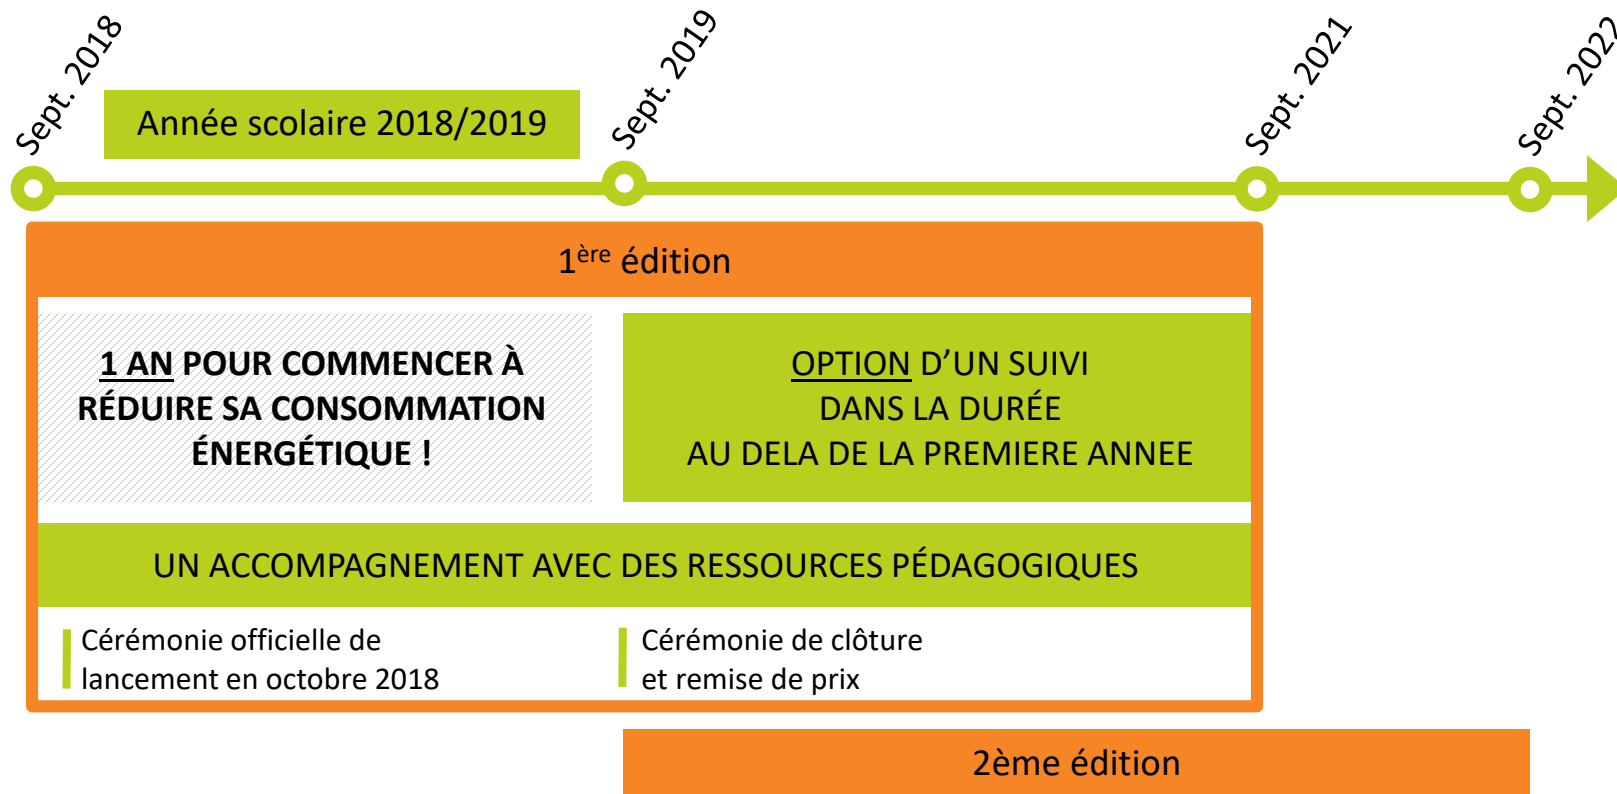 Sept. 2018
Sept. 2019
Sept. 2021
Sept. 2022
Année scolaire 2018/2019
1ère édition
1 AN POUR COMMENCER À
RÉDUIRE SA CONSOMMATION
ÉNERGÉTIQUE !
OPTION D’UN SUIVI
DANS LA DURÉE
AU DELA DE LA PREMIERE ANNEE
UN ACCOMPAGNEMENT AVEC DES RESSOURCES PÉDAGOGIQUES
Cérémonie officielle de
lancement en octobre 2018
Cérémonie de clôture
et remise de prix
2ème édition